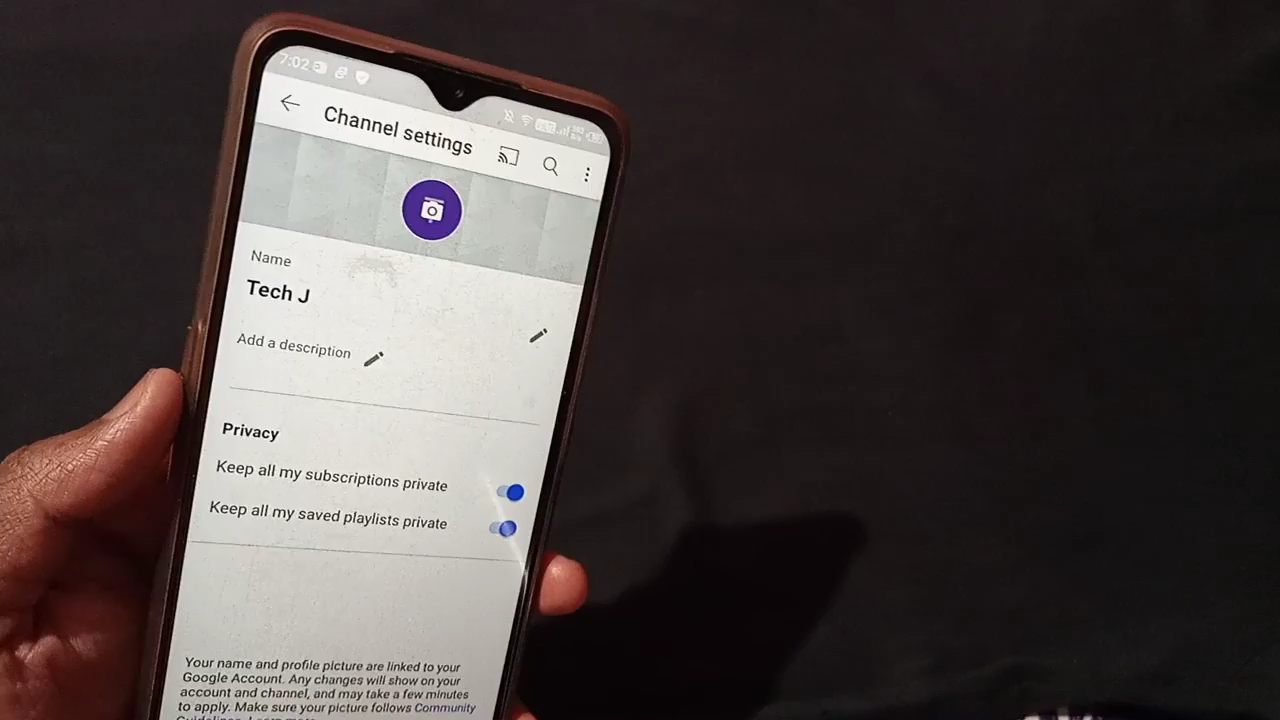 7:02
Channel settings
Name
Tech J
Add a description
Privacy
Keep all my subscriptions private
Keep all my saved playlists private
Your name and profile picture are linked to your
Google Account. Any changes will show on your
account and channel, and may take a few minutes
to apply. Make sure your picture follows Community